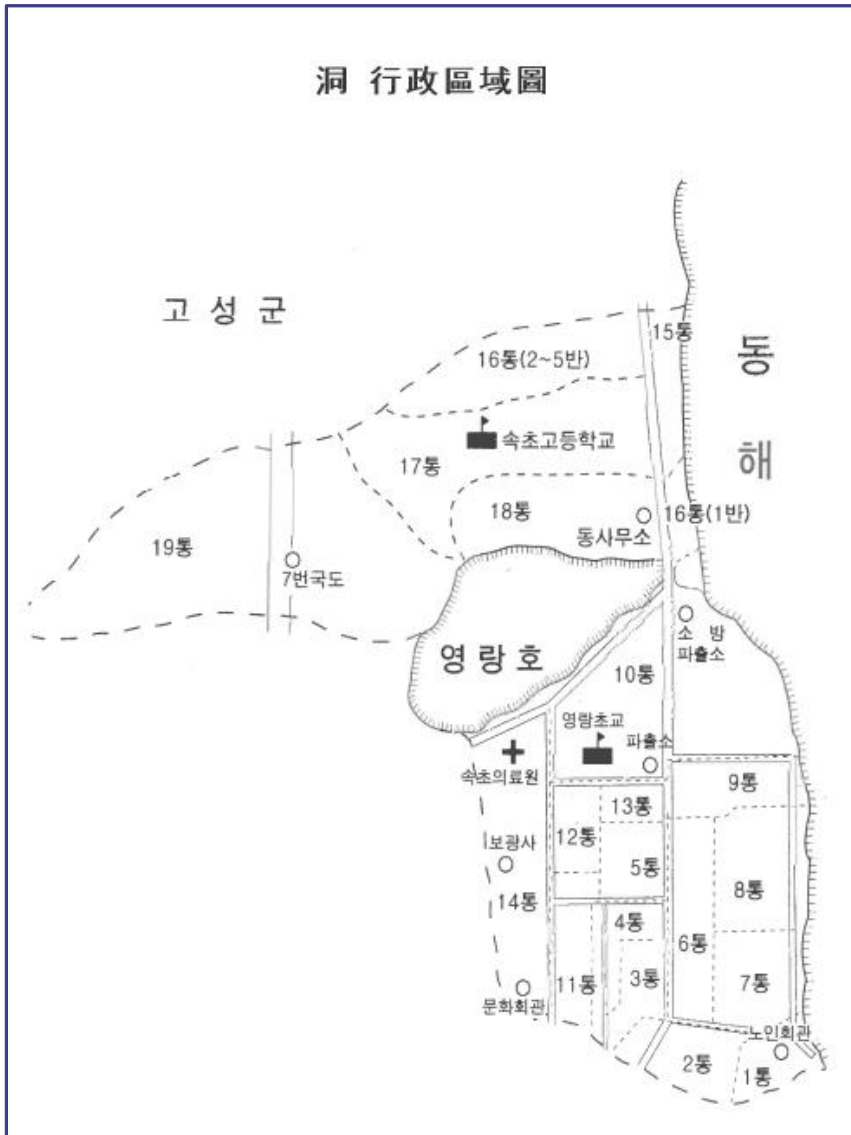 洞 行政區域圖
고성군
15통
동
16통(2~5반)
속초고등학교
해
17통
18통
16통(1반)
동사무소
19통
7번국도
소 방
파출소
영랑호
10통
영랑초교
파출소
속초의료원
9통
13통
12통
보광사
5통
8통
14통
4통
6통
3통
11통
7통
문화회관
노인회관
2통
1통